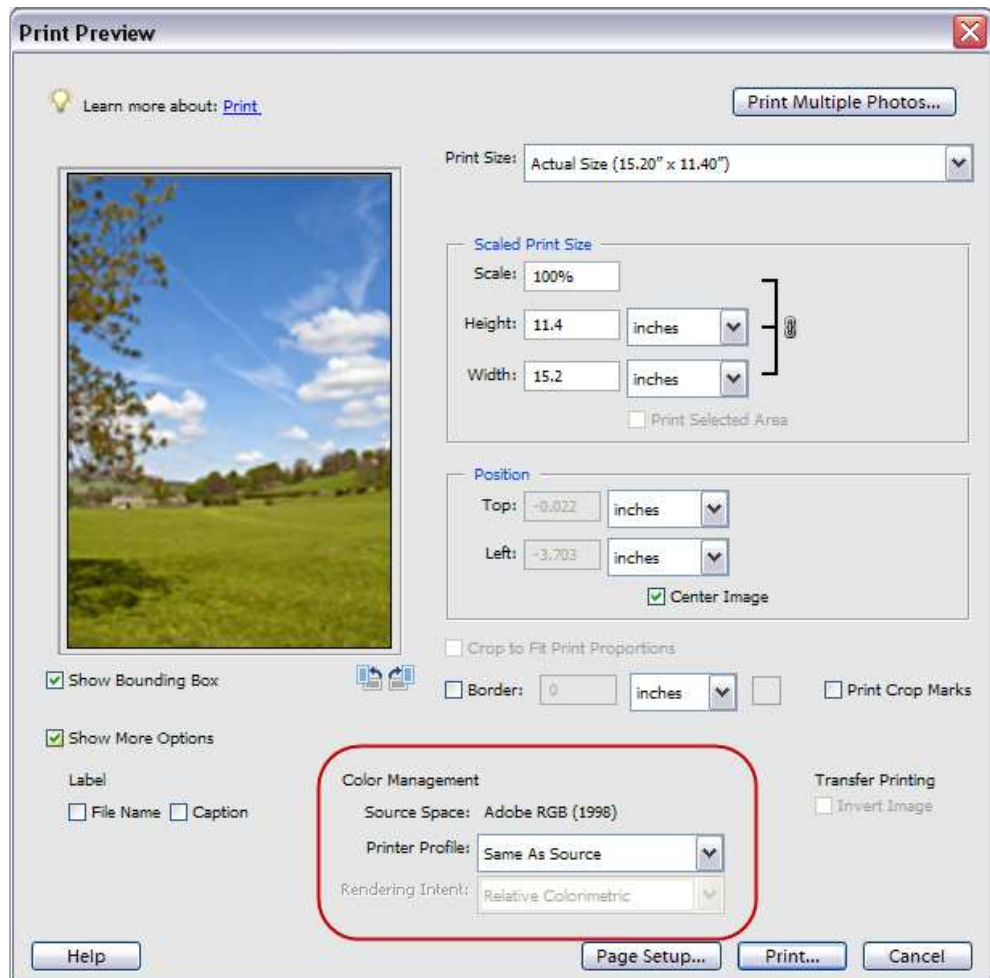 Print Preview
Learn more about: Print
Print Multiple Photos...
Print Size: Actual Size (15.20" x 11.40")
Scaled Print Size
Scale: 100%
Height: 11.4 inches
Width: 15.2 inches
Print Selected Area
Position
Top: -0.022 inches
Left: -3.703 inches
Center Image
Crop to Fit Print Proportions
Show Bounding Box
Border: 0 inches
Print Crop Marks
Show More Options
Label
File Name Caption
Color Management
Source Space: Adobe RGB (1998)
Printer Profile: Same As Source
Rendering Intent: Relative Colorimetric
Transfer Printing
Invert Image
Help
Page Setup...
Print...
Cancel